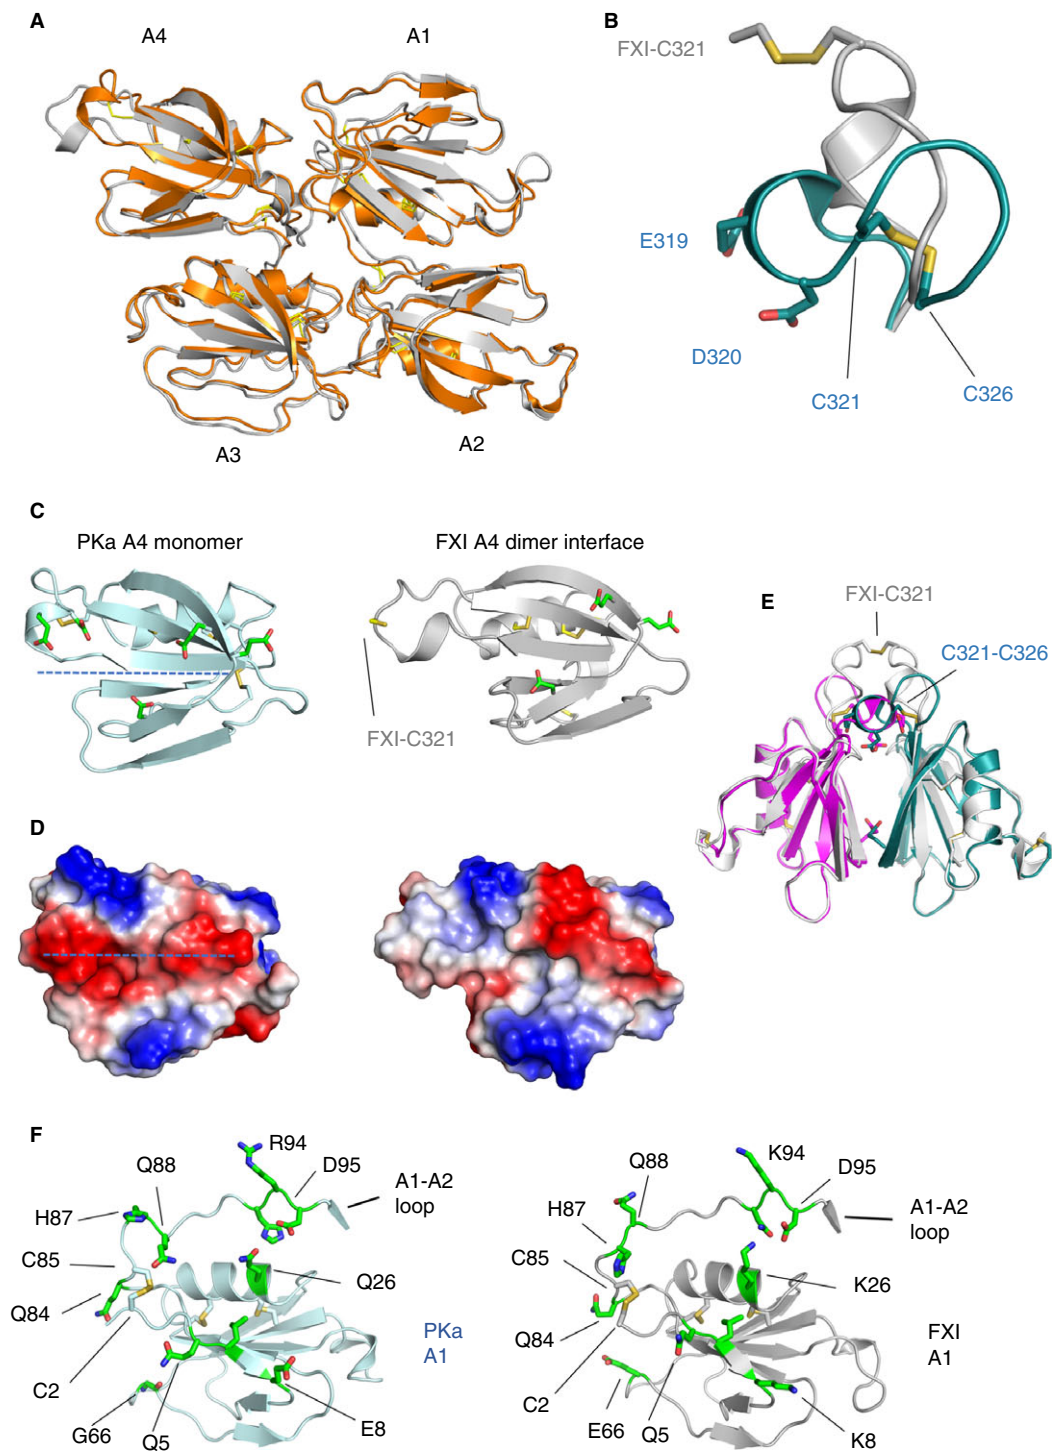 A
A4
A1
A3
A2
B
FXI-C321
E319
D320
C321
C326
C
PKa A4 monomer
FXI A4 dimer interface
FXI-C321
D
E
FXI-C321
C321-C326
F
R94
Q88
D95
H87
A1-A2
loop
C85
Q26
Q84
PKa
A1
C2
G66
Q5
E8
Q88
K94
D95
H87
A1-A2
loop
C85
K26
Q84
FXI
A1
C2
E66
Q5
K8